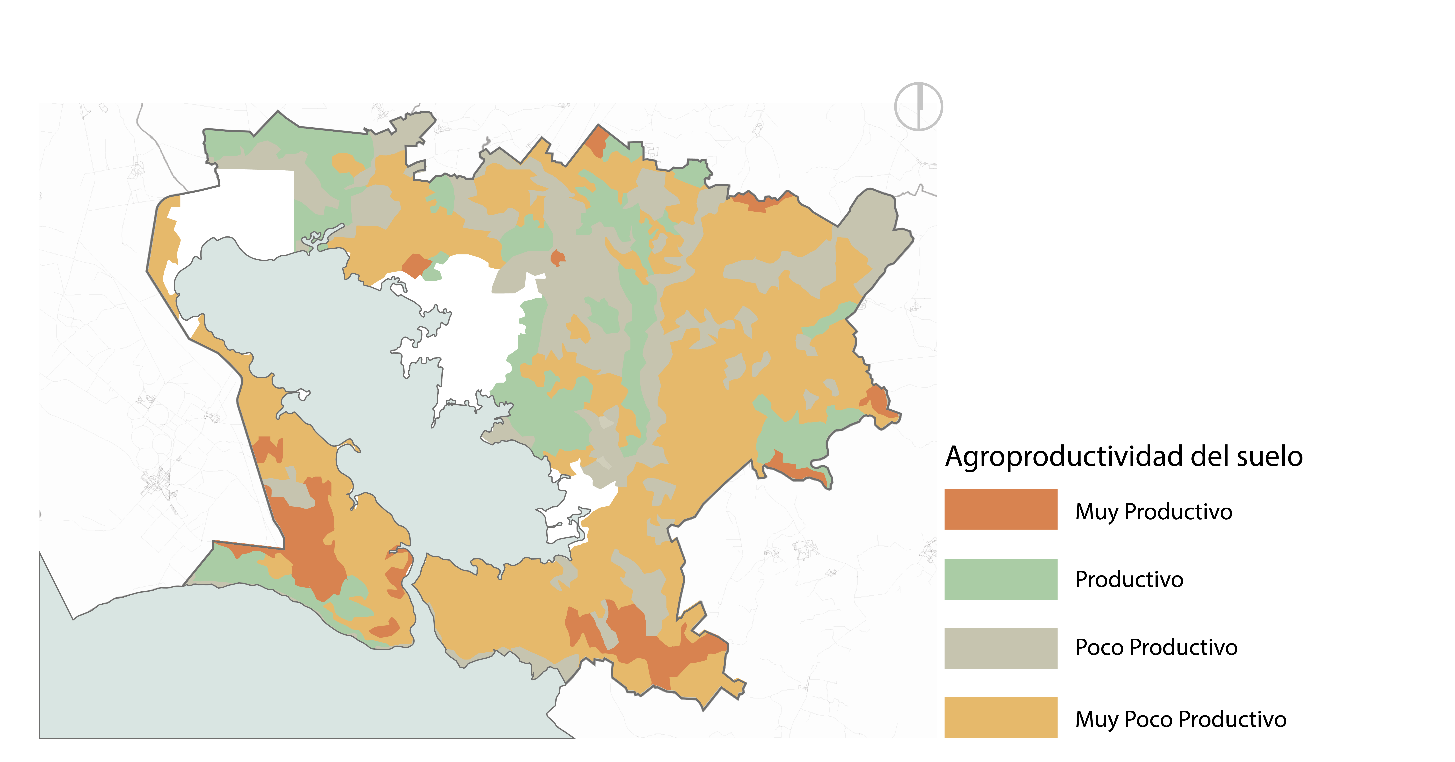 Agroproductividad del suelo
Muy Productivo
Productivo
Poco Productivo
Muy Poco Productivo